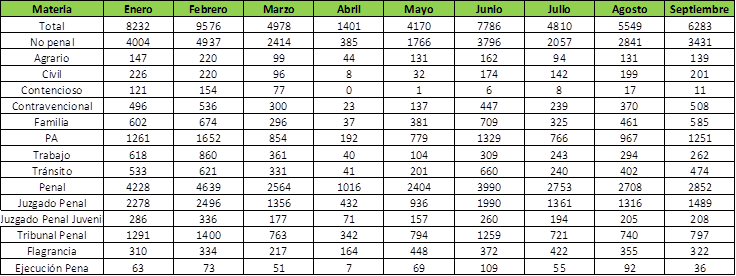 Materia Enero Febrero Marzo Abril Mayo Junio Julio Agosto Septiembre
Total 8232 9576 4978 1401 4170 7786 4810 5549 6283
No penal 4004 4937 2414 385 1766 3796 2057 2841 3431
Agrario 147 220 99 44 131 162 94 131 139
Civil 226 220 96 8 32 174 142 199 201
Contencioso 121 154 77 0 1 6 8 17 11
Contravencional 496 536 300 23 137 447 239 370 508
Familia 602 674 296 37 381 709 325 461 585
PA 1261 1652 854 192 779 1329 766 967 1251
Trabajo 618 860 361 40 104 309 243 294 262
Tránsito 533 621 331 41 201 660 240 402 474
Penal 4228 4639 2564 1016 2404 3990 2753 2708 2852
Juzgado Penal 2278 2496 1356 432 936 1990 1361 1316 1489
Juzgado Penal Juveni 286 336 177 71 157 260 194 205 208
Tribunal Penal 1291 1400 763 342 794 1259 721 740 797
Flagrancia 310 334 217 164 448 372 422 355 322
Ejecución Pena 63 73 51 7 69 109 55 92 36